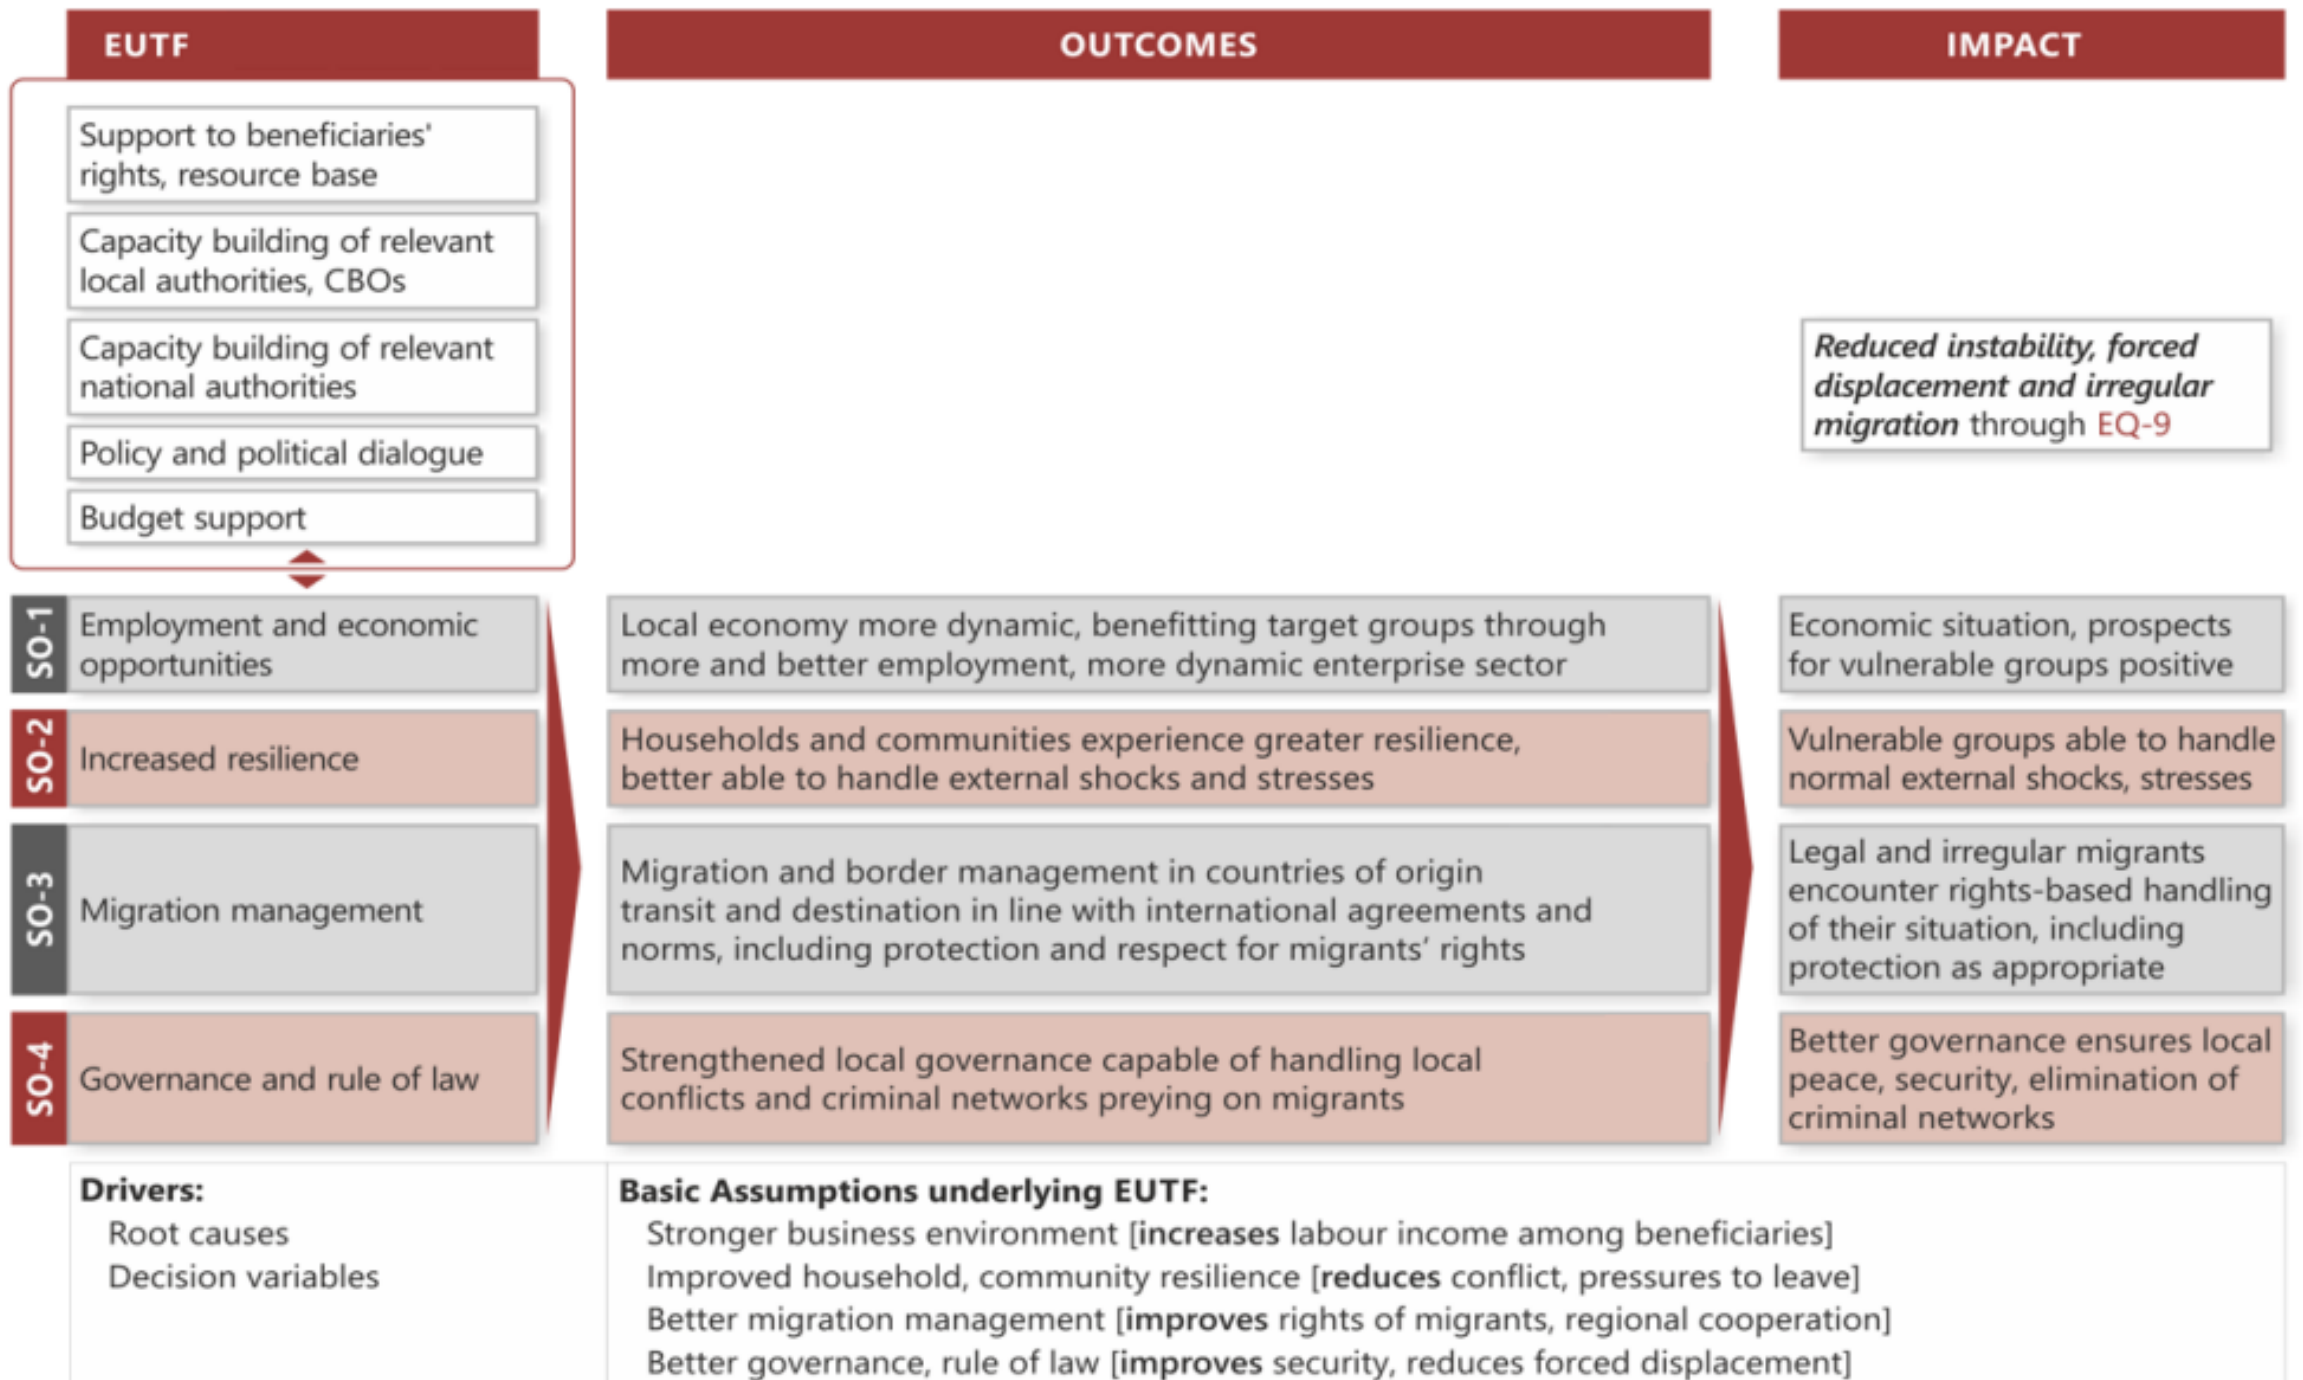 EUTF
OUTCOMES
IMPACT
Support to beneficiaries'
rights, resource base
Capacity building of relevant
local authorities, CBOs
Capacity building of relevant
national authorities
Policy and political dialogue
Budget support
Reduced instability, forced
displacement and irregular
migration through EQ-9
SO-1
Employment and economic
opportunities
Local economy more dynamic, benefitting target groups through
more and better employment, more dynamic enterprise sector
Economic situation, prospects
for vulnerable groups positive
SO-2
Increased resilience
Households and communities experience greater resilience,
better able to handle external shocks and stresses
Vulnerable groups able to handle
normal external shocks, stresses
SO-3
Migration management
Migration and border management in countries of origin
transit and destination in line with international agreements and
norms, including protection and respect for migrants’ rights
Legal and irregular migrants
encounter rights-based handling
of their situation, including
protection as appropriate
SO-4
Governance and rule of law
Strengthened local governance capable of handling local
conflicts and criminal networks preying on migrants
Better governance ensures local
peace, security, elimination of
criminal networks
Drivers:
Root causes
Decision variables
Basic Assumptions underlying EUTF:
Stronger business environment [increases labour income among beneficiaries]
Improved household, community resilience [reduces conflict, pressures to leave]
Better migration management [improves rights of migrants, regional cooperation]
Better governance, rule of law [improves security, reduces forced displacement]